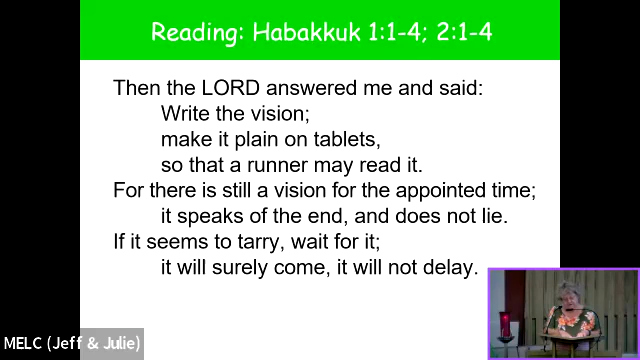 Reading: Habakkuk 1:1-4; 2:1-4
Then the LORD answered me and said:
Write the vision;
make it plain on tablets,
so that a runner may read it.
For there is still a vision for the appointed time;
it speaks of the end, and does not lie.
If it seems to tarry, wait for it;
it will surely come, it will not delay.
MELC (Jeff & Julie)